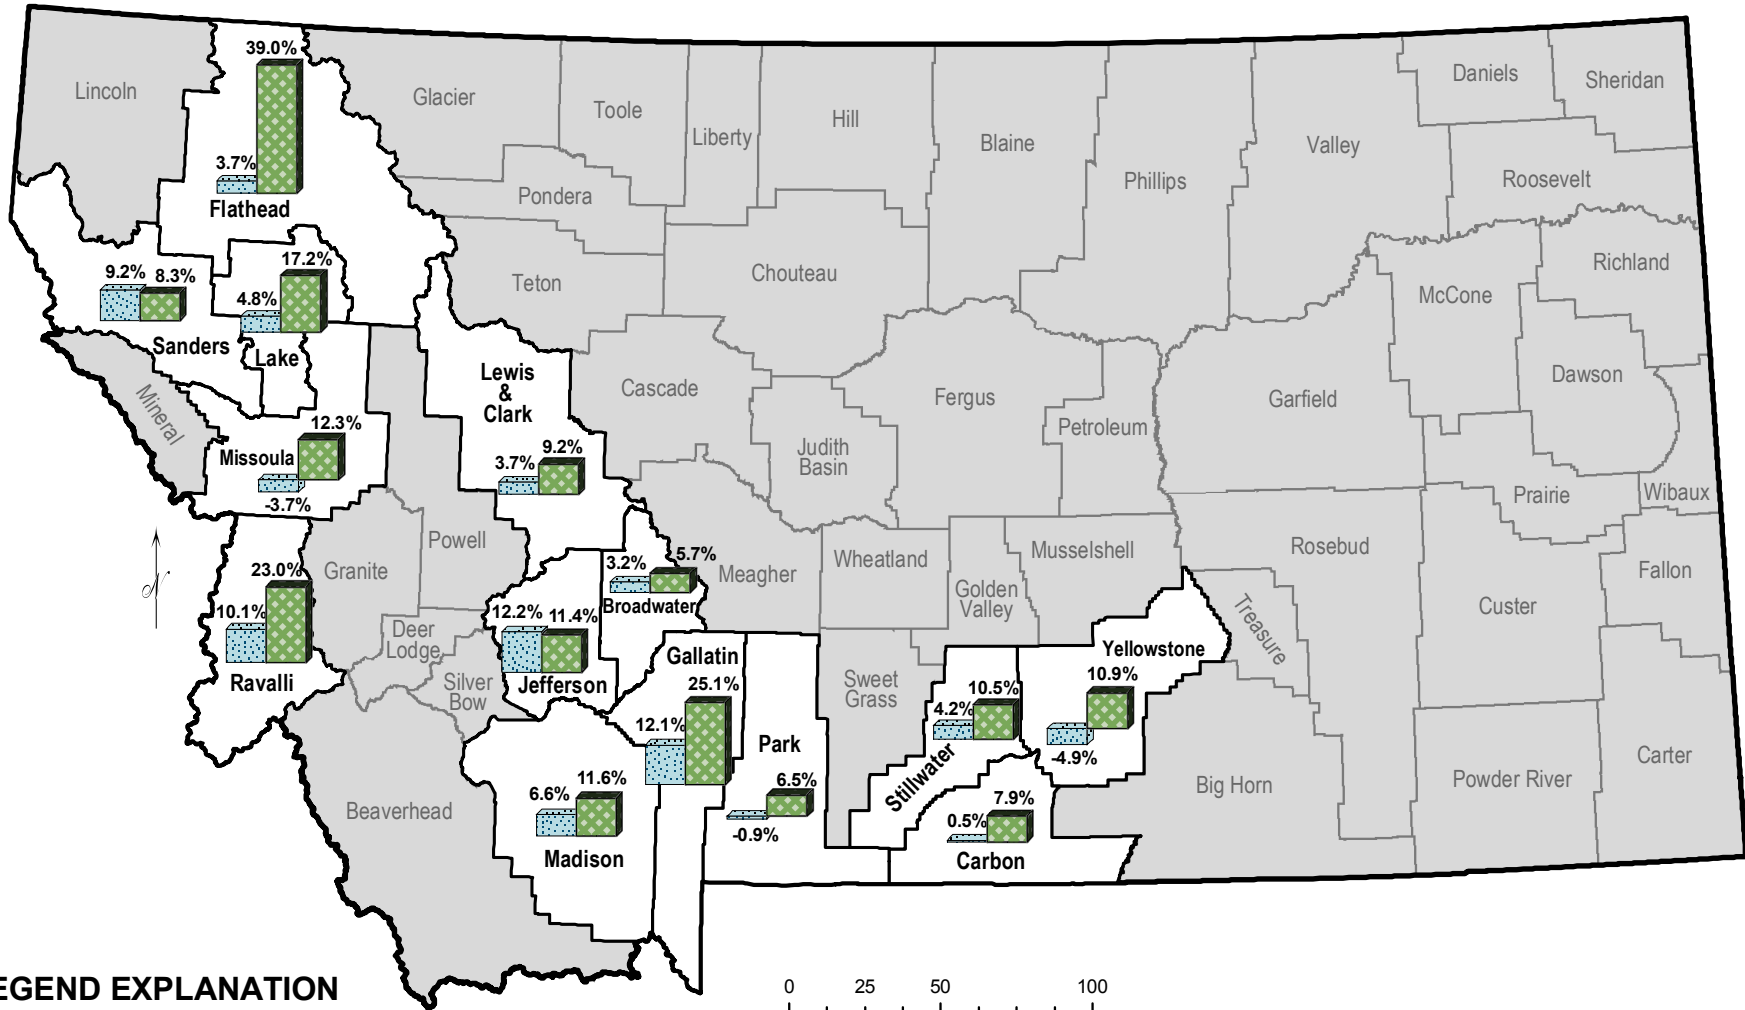 39.0%
3.7%
Flathead
Lincoln
Glacier
Toole
Liberty
Hill
Blaine
Phillips
Valley
Daniels
Sheridan
Roosevelt
Pondera
Teton
Chouteau
Richland
McCone
9.2% 8.3%
Sanders
17.2%
4.8%
Lake
Mineral
12.3%
Missoula
-3.7%
Lewis
&
Clark
3.7%
9.2%
Cascade
Judith
Basin
Fergus
Petroleum
Garfield
Dawson
Prairie
Wibaux
N
23.0%
10.1%
Ravalli
Granite
Powell
Deer
Lodge
Silver
Bow
12.2% 11.4%
Jefferson
3.2%
5.7%
Broadwater
Meagher
Wheatland
Golden
Valley
Musselshell
Rosebud
Treasure
Custer
Fallon
Gallatin
25.1%
12.1%
Park
6.5%
-0.9%
Sweet
Grass
10.5%
4.2%
Stillwater
Yellowstone
10.9%
-4.9%
7.9%
0.5%
Carbon
Big Horn
Powder River
Carter
Beaverhead
11.6%
6.6%
Madison
EGEND EXPLANATION
0 25 50 100